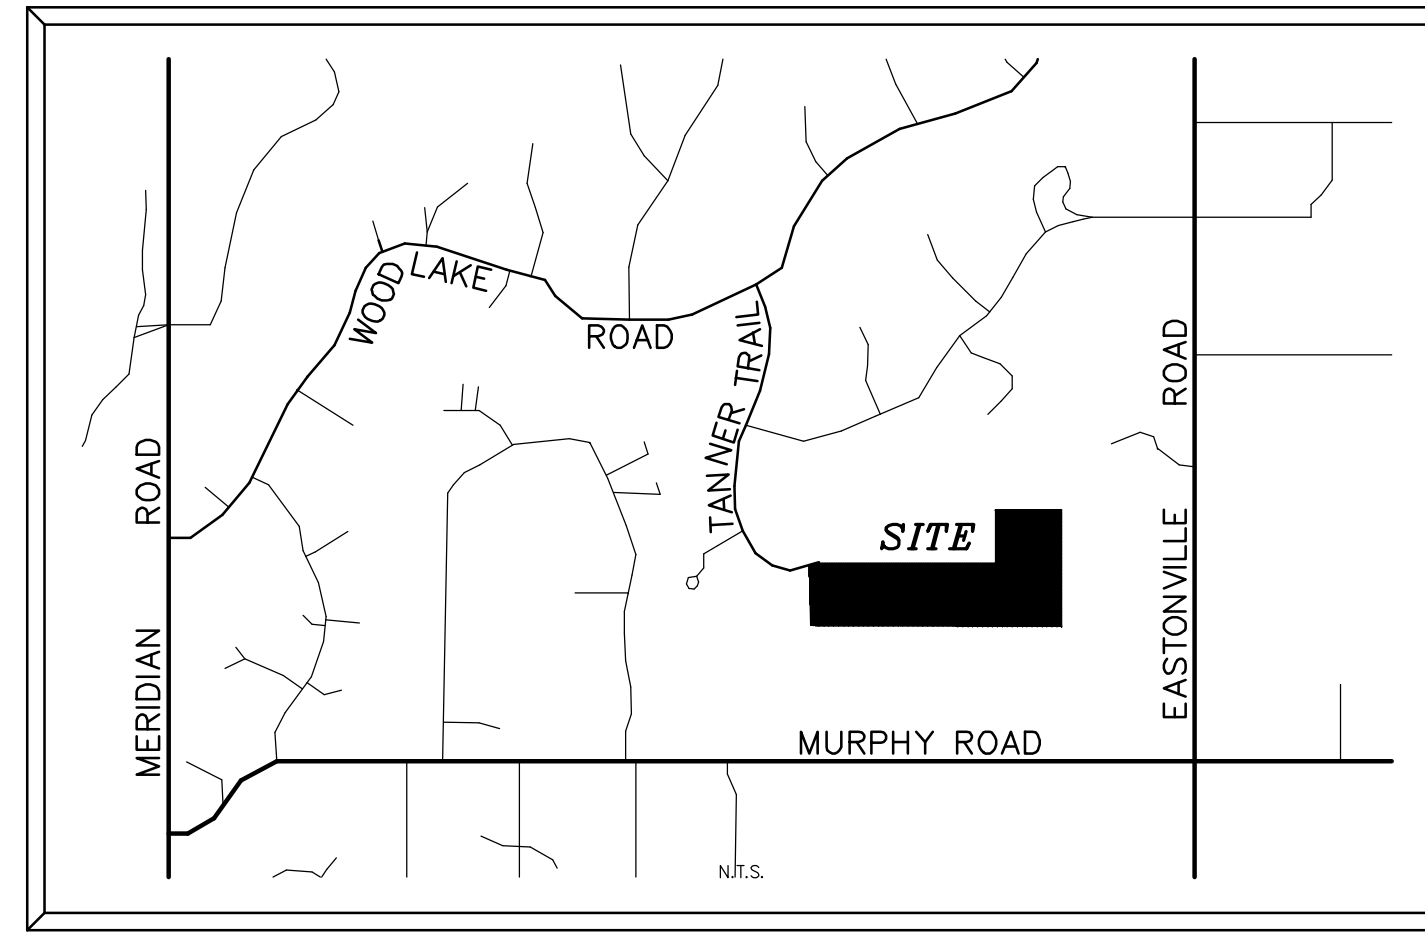 WOOD LAKE ROAD
TANNER TRAIL
MERIDIAN ROAD
EASTONVILLE ROAD
SITE
MURPHY ROAD
N.T.S.